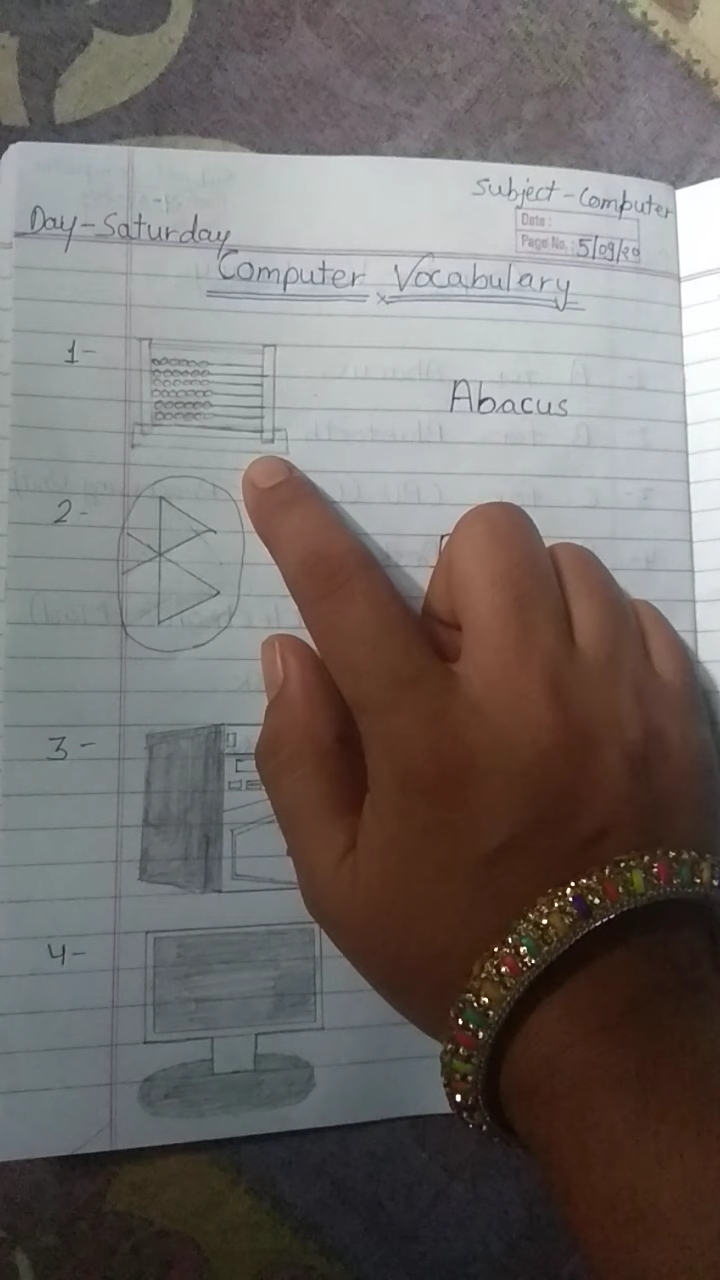 Subject-Computer
Day-Saturday
Date :
Page No. : 5/09/20
Computer Vocabulary
1- Abacus
2-
3-
4-